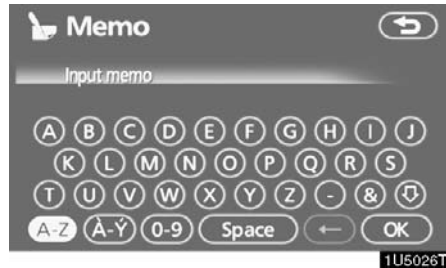 Memo
Input memo
A B C D E F G H I J
K L M N O P Q R S
T U V W X Y Z - &
A-Z À-Ý 0-9 Space ← OK
1U5026T